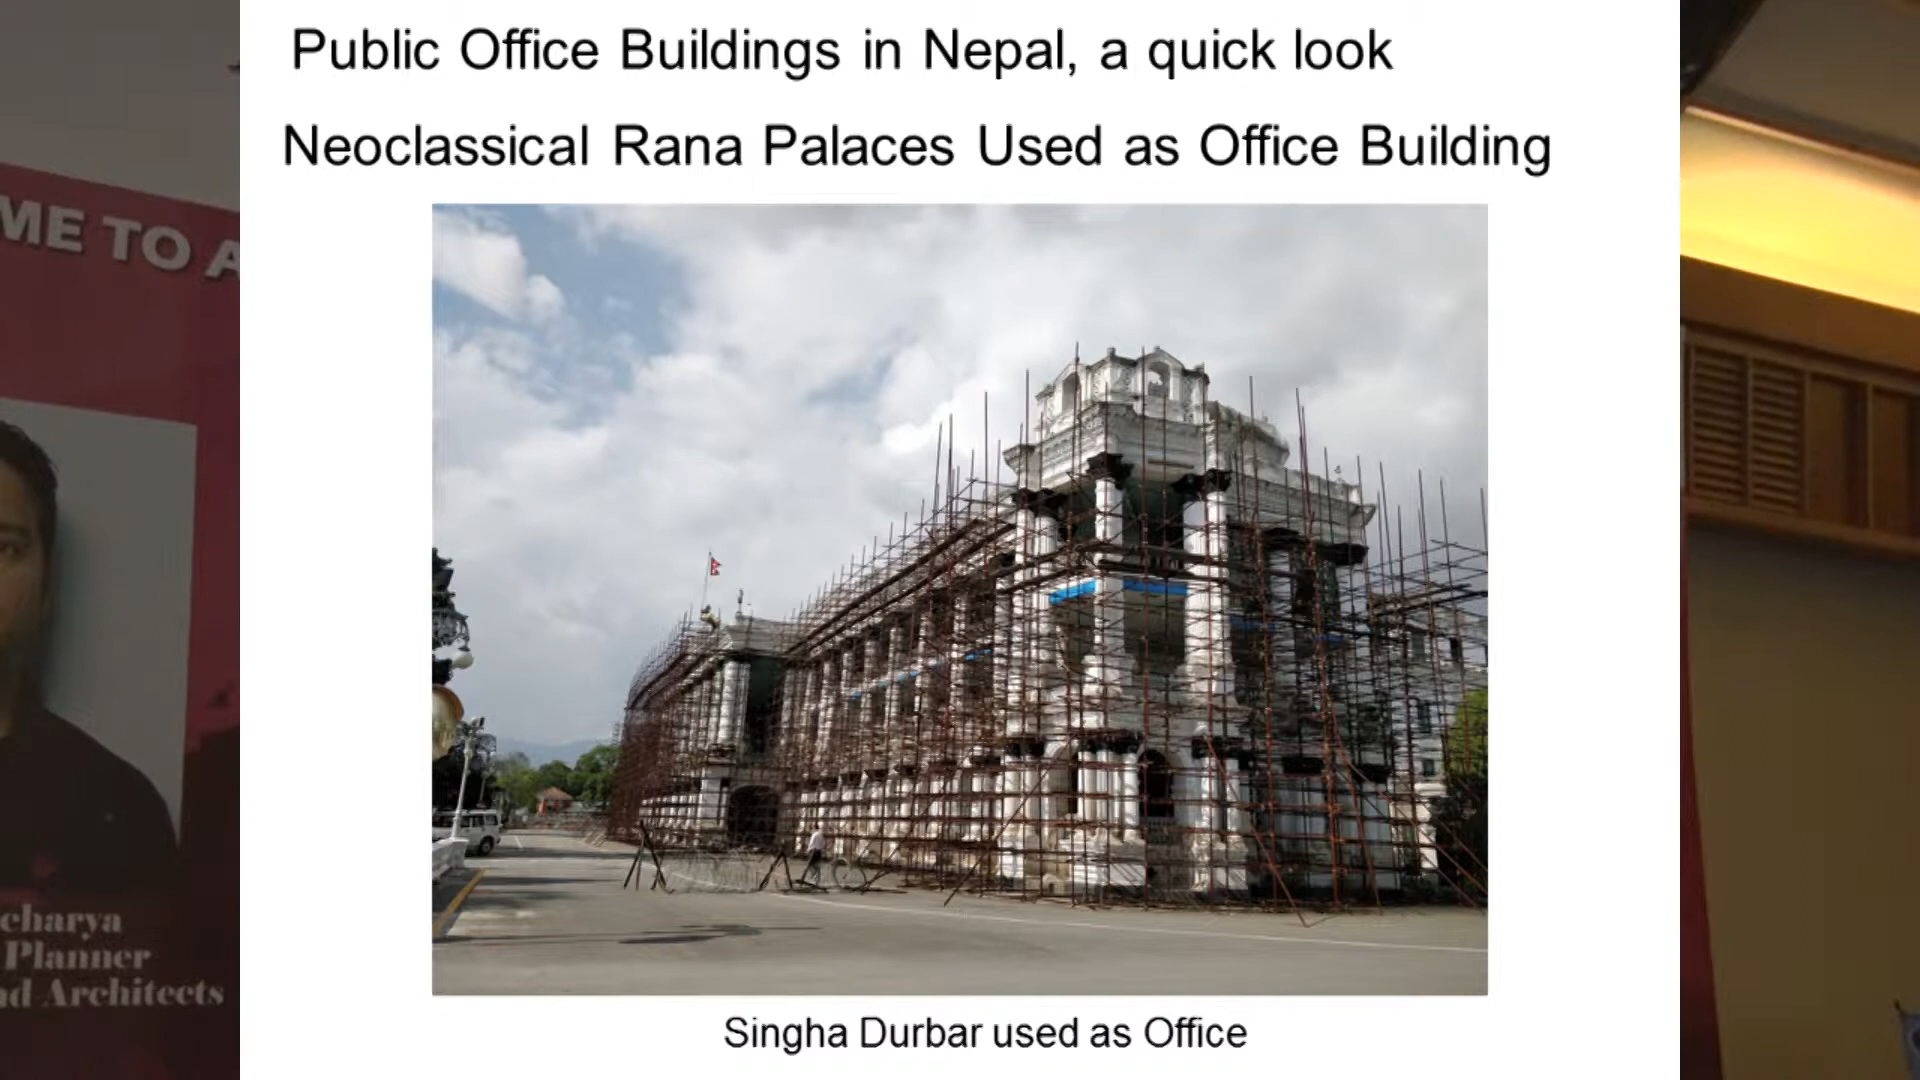 Public Office Buildings in Nepal, a quick look
Neoclassical Rana Palaces Used as Office Building
ME TO A
Singha Durbar used as Office
charya
Planner
nd Architects